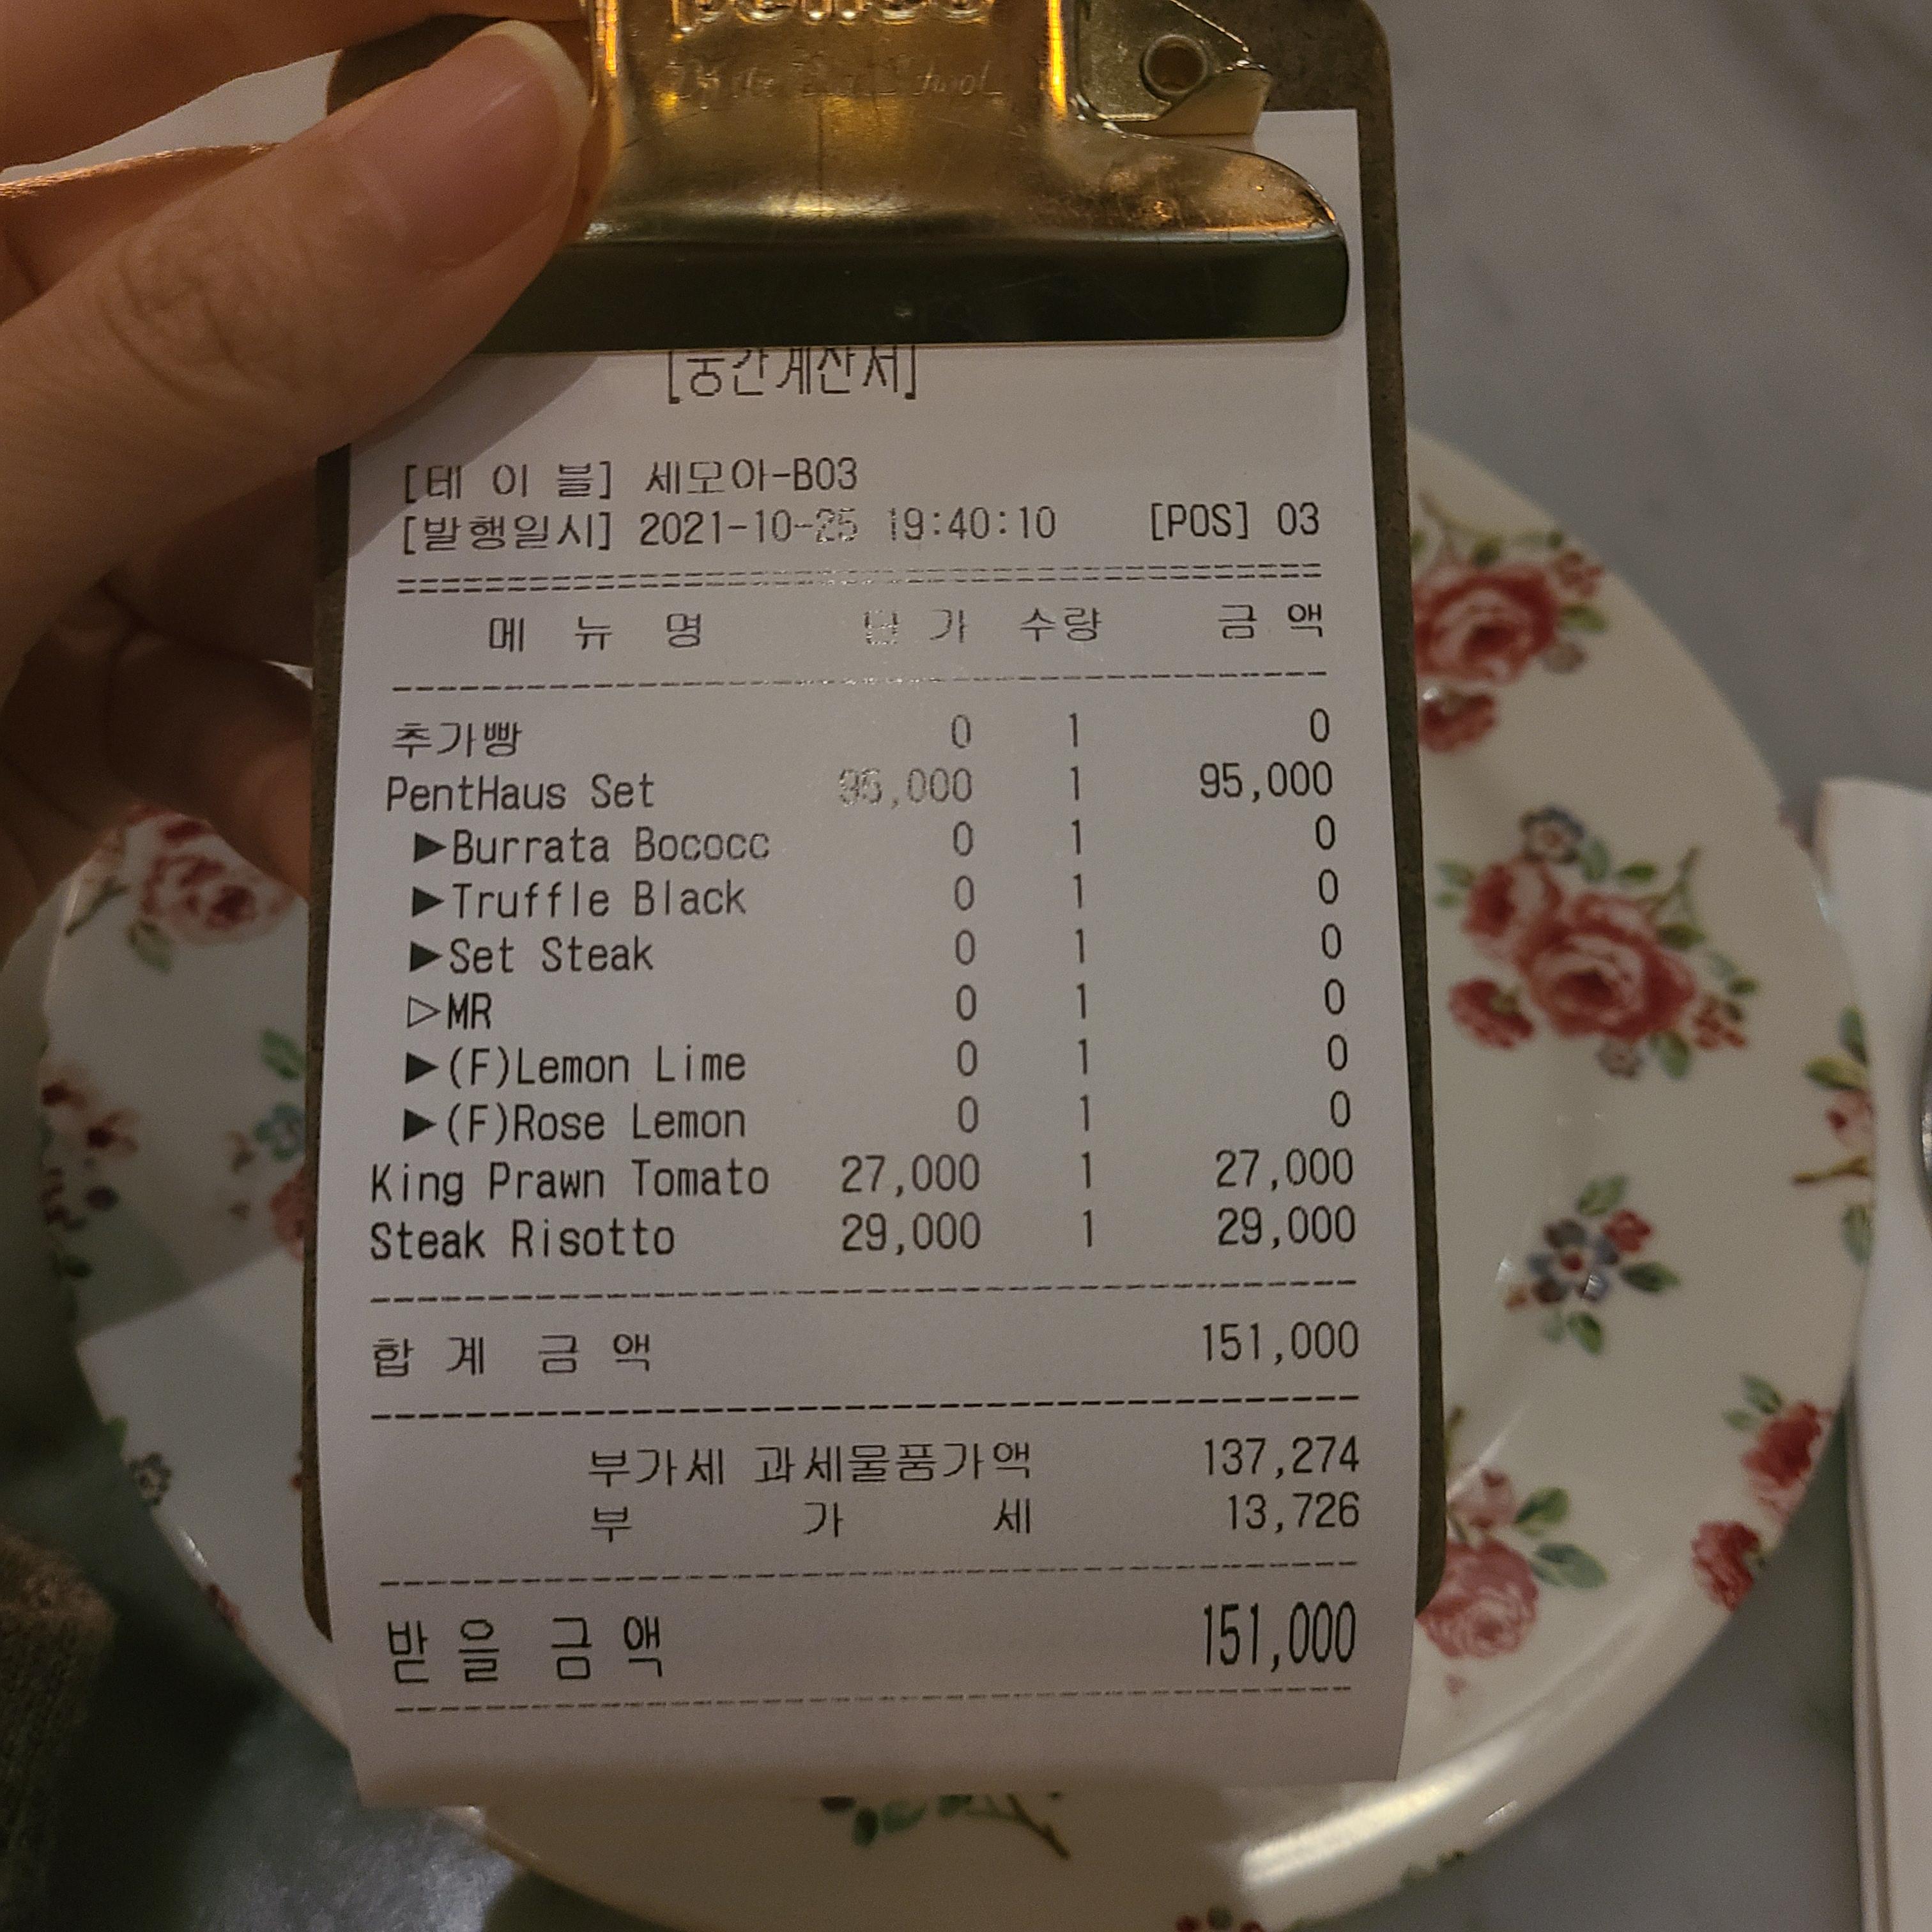 [중간계산서]
[테 이 블] 세모아-B03
[발행일시] 2021-10-25 19:40:10 [POS] 03
메 뉴 명 단 가 수량 금 액
추가빵 0 1 0
PentHaus Set 95,000 1 95,000
▶Burrata Bococc 0 1 0
▶Truffle Black 0 1 0
▶Set Steak 0 1 0
▷MR 0 1 0
▶(F)Lemon Lime 0 1 0
▶(F)Rose Lemon 0 1 0
King Prawn Tomato 27,000 1 27,000
Steak Risotto 29,000 1 29,000
합 계 금 액 151,000
부가세 과세물품가액 137,274
부 가 세 13,726
받 을 금 액 151,000